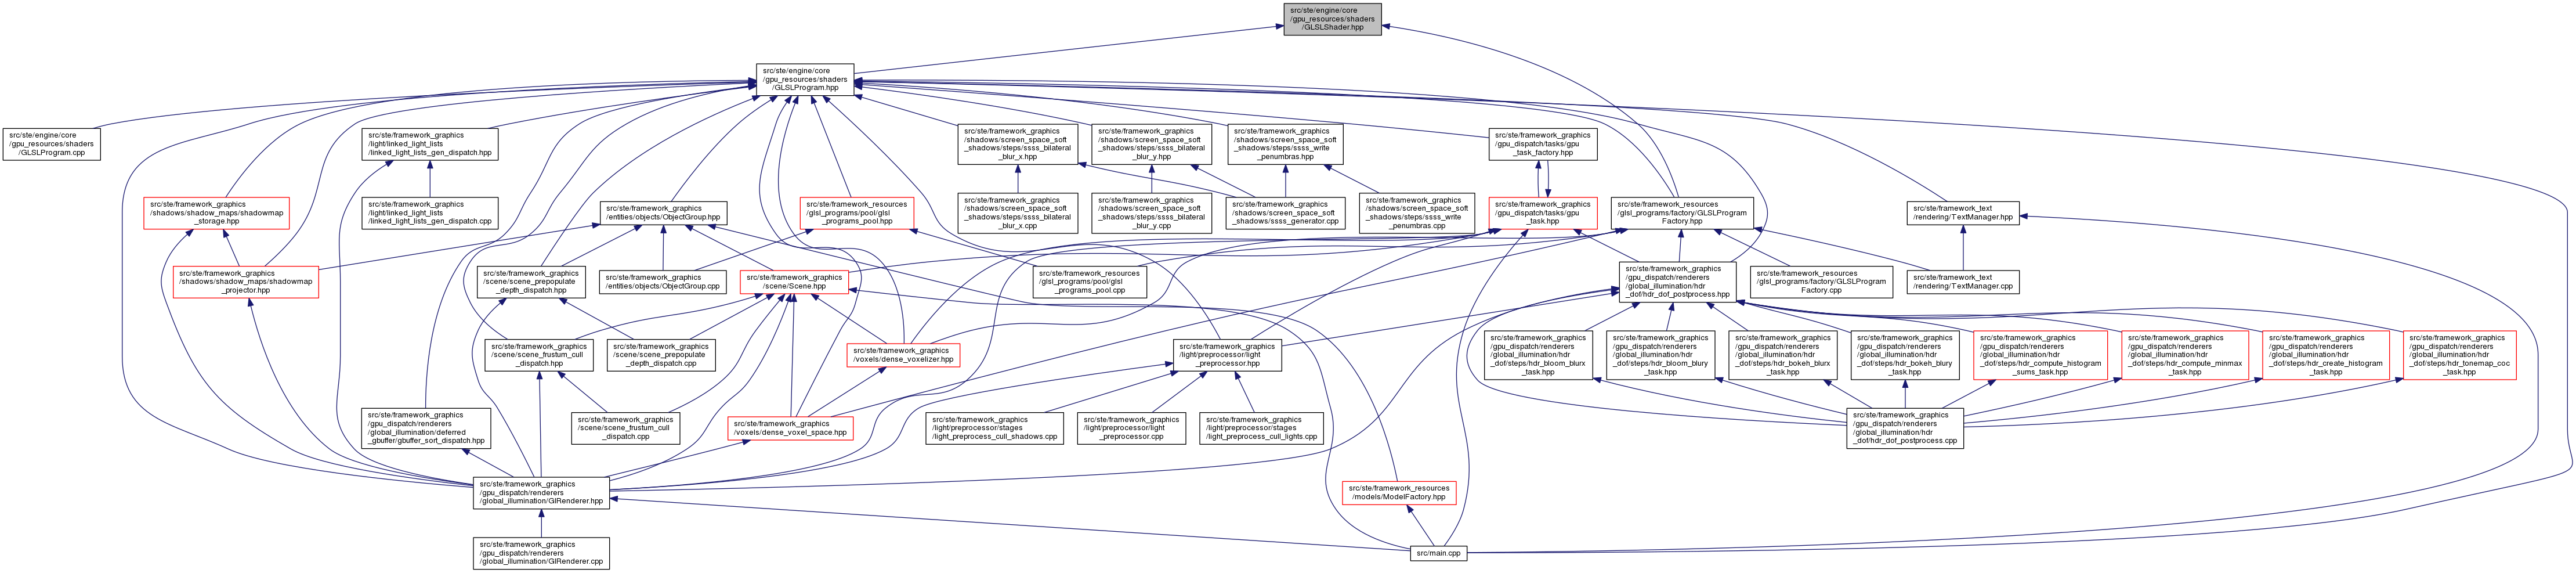 src/ste/engine/core
/gpu_resources/shaders
/GLSLShader.hpp
src/ste/engine/core
/gpu_resources/shaders
/GLSLProgram.hpp
src/ste/engine/core
/gpu_resources/shaders
/GLSLProgram.cpp
src/ste/framework_graphics
/light/linked_light_lists
/linked_light_lists_gen_dispatch.hpp
src/ste/framework_graphics
/shadows/screen_space_soft
_shadows/steps/ssss_bilateral
_blur_x.hpp
src/ste/framework_graphics
/shadows/screen_space_soft
_shadows/steps/ssss_bilateral
_blur_y.hpp
src/ste/framework_graphics
/shadows/screen_space_soft
_shadows/steps/ssss_write
_penumbras.hpp
src/ste/framework_graphics
/gpu_dispatch/tasks/gpu
_task_factory.hpp
src/ste/framework_graphics
/shadows/shadow_maps/shadowmap
_storage.hpp
src/ste/framework_graphics
/light/linked_light_lists
/linked_light_lists_gen_dispatch.cpp
src/ste/framework_graphics
/entities/objects/ObjectGroup.hpp
src/ste/framework_resources
/glsl_programs/pool/glsl
_programs_pool.hpp
src/ste/framework_graphics
/shadows/screen_space_soft
_shadows/steps/ssss_bilateral
_blur_x.cpp
src/ste/framework_graphics
/shadows/screen_space_soft
_shadows/steps/ssss_bilateral
_blur_y.cpp
src/ste/framework_graphics
/shadows/screen_space_soft
_shadows/ssss_generator.cpp
src/ste/framework_graphics
/shadows/screen_space_soft
_shadows/steps/ssss_write
_penumbras.cpp
src/ste/framework_graphics
/gpu_dispatch/tasks/gpu
_task.hpp
src/ste/framework_resources
/glsl_programs/factory/GLSLProgram
Factory.hpp
src/ste/framework_text
/rendering/TextManager.hpp
src/ste/framework_graphics
/shadows/shadow_maps/shadowmap
_projector.hpp
src/ste/framework_graphics
/scene/scene_prepopulate
_depth_dispatch.hpp
src/ste/framework_graphics
/entities/objects/ObjectGroup.cpp
src/ste/framework_graphics
/scene/Scene.hpp
src/ste/framework_resources
/glsl_programs/pool/glsl
_programs_pool.cpp
src/ste/framework_graphics
/gpu_dispatch/renderers
/global_illumination/hdr
_dof/hdr_dof_postprocess.hpp
src/ste/framework_resources
/glsl_programs/factory/GLSLProgram
Factory.cpp
src/ste/framework_text
/rendering/TextManager.cpp
src/ste/framework_graphics
/scene/scene_frustum_cull
_dispatch.hpp
src/ste/framework_graphics
/scene/scene_prepopulate
_depth_dispatch.cpp
src/ste/framework_graphics
/voxels/dense_voxelizer.hpp
src/ste/framework_graphics
/light/preprocessor/light
_preprocessor.hpp
src/ste/framework_graphics
/gpu_dispatch/renderers
/global_illumination/hdr
_dof/steps/hdr_bloom_blurx
_task.hpp
src/ste/framework_graphics
/gpu_dispatch/renderers
/global_illumination/hdr
_dof/steps/hdr_bloom_blury
_task.hpp
src/ste/framework_graphics
/gpu_dispatch/renderers
/global_illumination/hdr
_dof/steps/hdr_bokeh_blurx
_task.hpp
src/ste/framework_graphics
/gpu_dispatch/renderers
/global_illumination/hdr
_dof/steps/hdr_bokeh_blury
_task.hpp
src/ste/framework_graphics
/gpu_dispatch/renderers
/global_illumination/hdr
_dof/steps/hdr_compute_histogram
_sums_task.hpp
src/ste/framework_graphics
/gpu_dispatch/renderers
/global_illumination/hdr
_dof/steps/hdr_compute_minmax
_task.hpp
src/ste/framework_graphics
/gpu_dispatch/renderers
/global_illumination/hdr
_dof/steps/hdr_create_histogram
_task.hpp
src/ste/framework_graphics
/gpu_dispatch/renderers
/global_illumination/hdr
_dof/steps/hdr_tonemap_coc
_task.hpp
src/ste/framework_graphics
/gpu_dispatch/renderers
/global_illumination/deferred
_gbuffer/gbuffer_sort_dispatch.hpp
src/ste/framework_graphics
/scene/scene_frustum_cull
_dispatch.cpp
src/ste/framework_graphics
/voxels/dense_voxel_space.hpp
src/ste/framework_graphics
/light/preprocessor/stages
/light_preprocess_cull_shadows.cpp
src/ste/framework_graphics
/light/preprocessor/light
_preprocessor.cpp
src/ste/framework_graphics
/light/preprocessor/stages
/light_preprocess_cull_lights.cpp
src/ste/framework_graphics
/gpu_dispatch/renderers
/global_illumination/hdr
_dof/hdr_dof_postprocess.cpp
src/ste/framework_graphics
/gpu_dispatch/renderers
/global_illumination/GIRenderer.hpp
src/ste/framework_resources
/models/ModelFactory.hpp
src/ste/framework_graphics
/gpu_dispatch/renderers
/global_illumination/GIRenderer.cpp
src/main.cpp